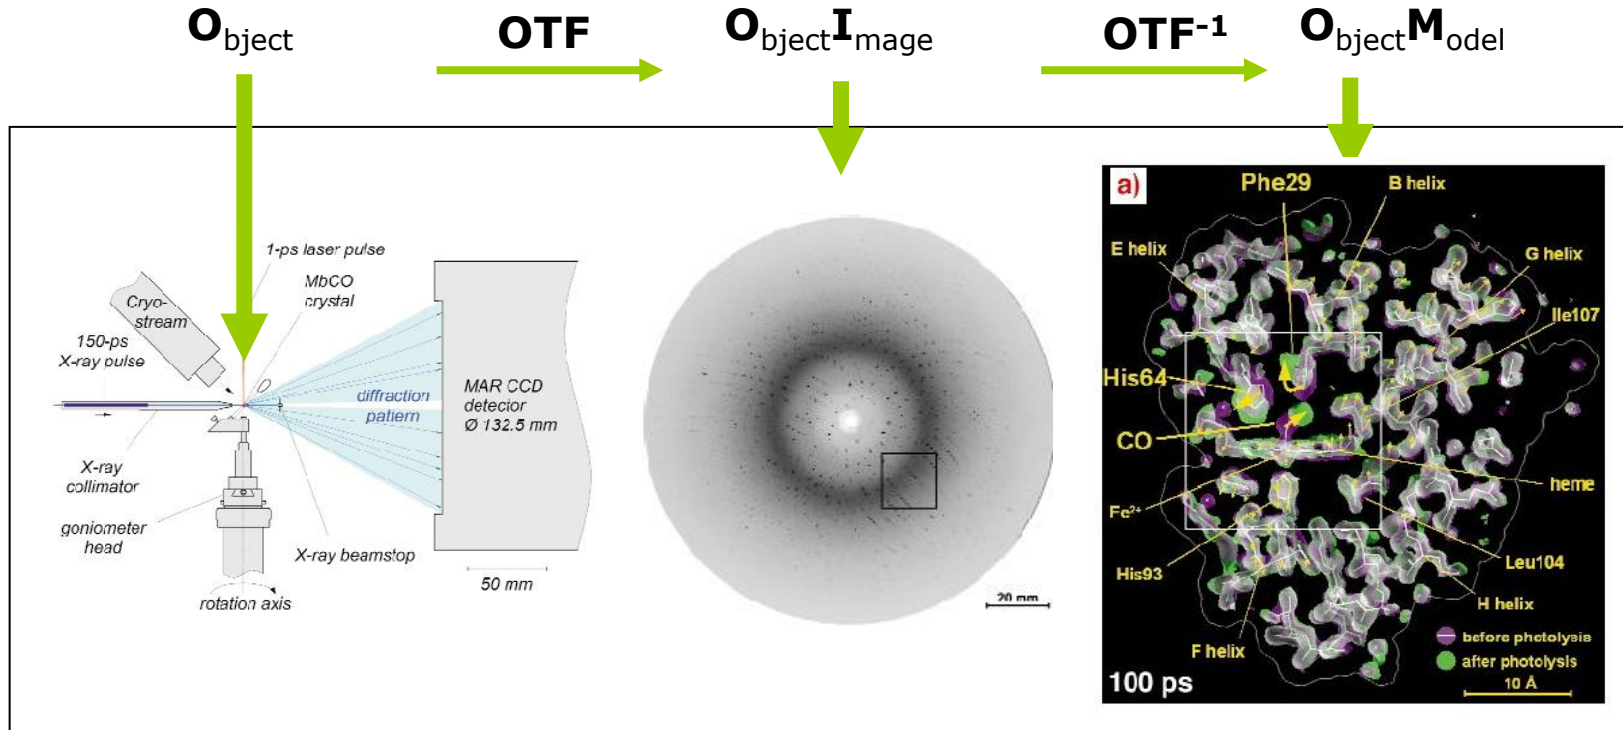 Object
OTF
ObjectImage
OTF-1
ObjectModel
1-ps laser pulse
MbCO
crystal
Cryo-
stream
150-ps
X-ray pulse
diffraction
pattern
MAR CCD
detector
Ø 132.5 mm
X-ray
collimator
goniometer
head
X-ray beamstop
rotation axis
50 mm
20 mm
a)
Phe29
B helix
E helix
G helix
Ile107
His64
CO
heme
Fe2+
His93
Leu104
H helix
F helix
before photolysis
after photolysis
100 ps
10 Å